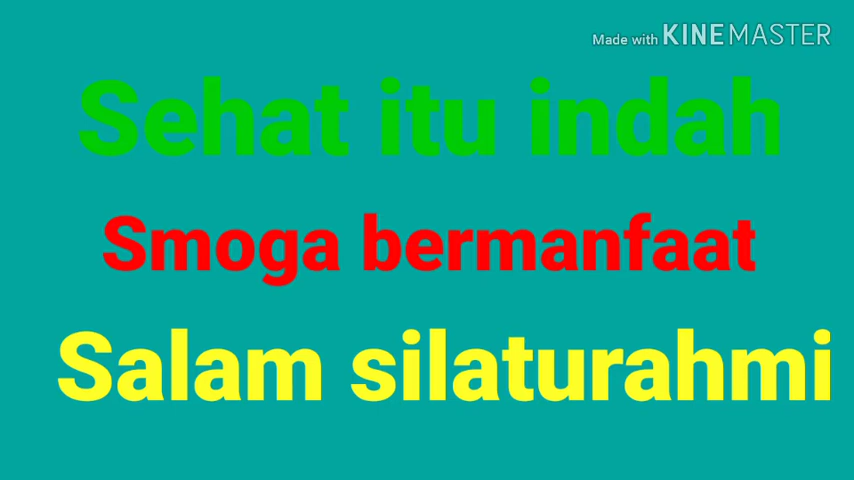 Made with KINEMASTER
Sehat itu indah
Smoga bermanfaat
Salam silaturahmi